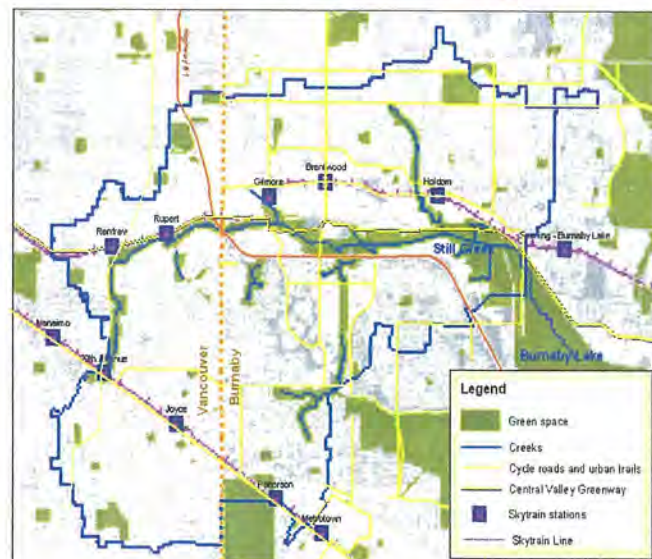 Brentwood
Gilmore
Holdom
Renfrew
Rupert
Still Creek
Sperling - Burnaby Lake
Nanaimo
29th Avenue
Burnaby Lake
Vancouver
Burnaby
Joyce
Patterson
Metrotown
Legend
Green space
Creeks
Cycle roads and urban trails
Central Valley Greenway
Skytrain stations
Skytrain Line